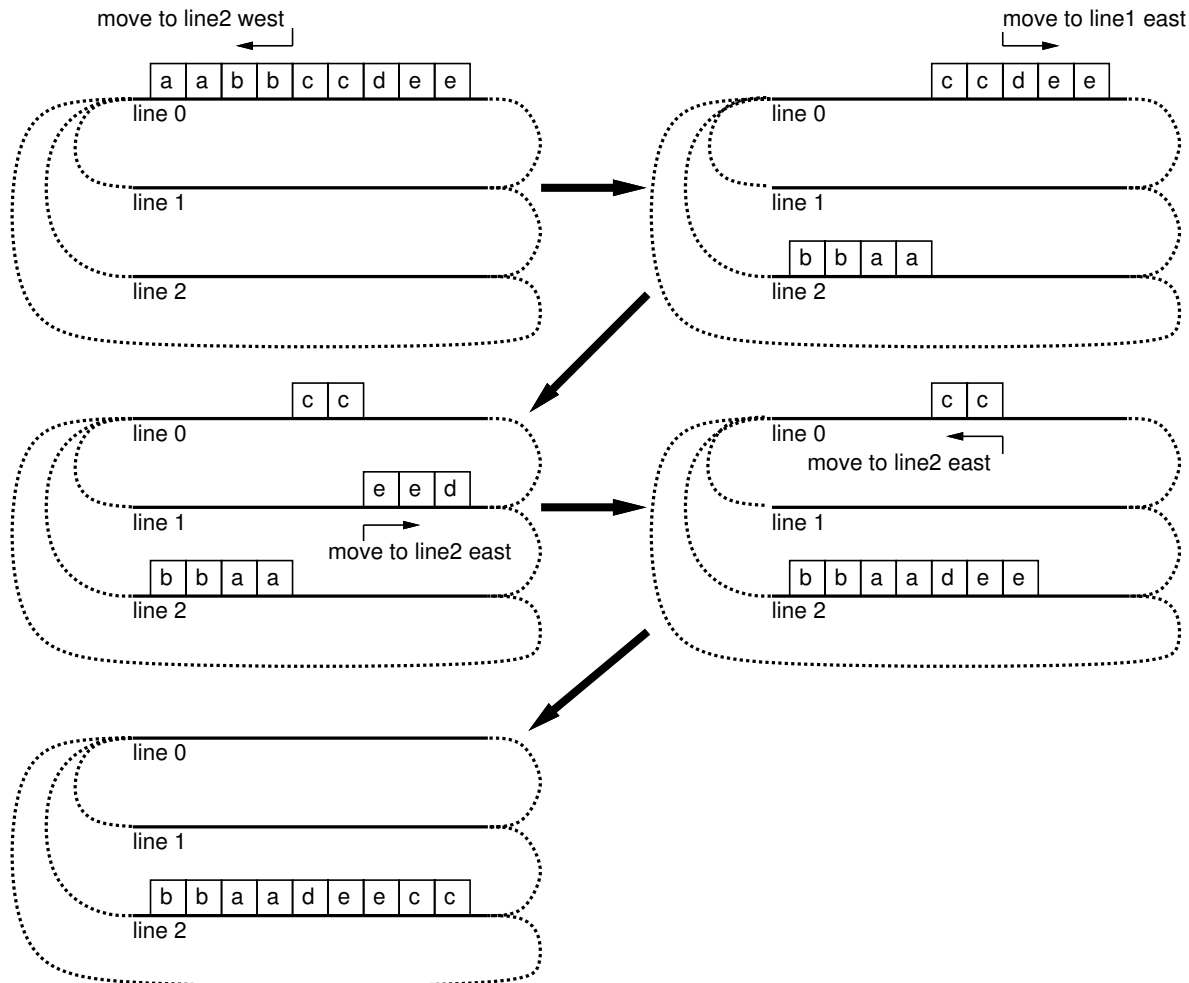 move to line2 west
a a b b c c d e e
line 0
line 1
line 2
move to line1 east
c c d e e
line 0
line 1
b b a a
line 2
c c
line 0
e e d
line 1
move to line2 east
b b a a
line 2
c c
line 0
move to line2 east
line 1
b b a a d e e
line 2
line 0
line 1
b b a a d e e c c
line 2